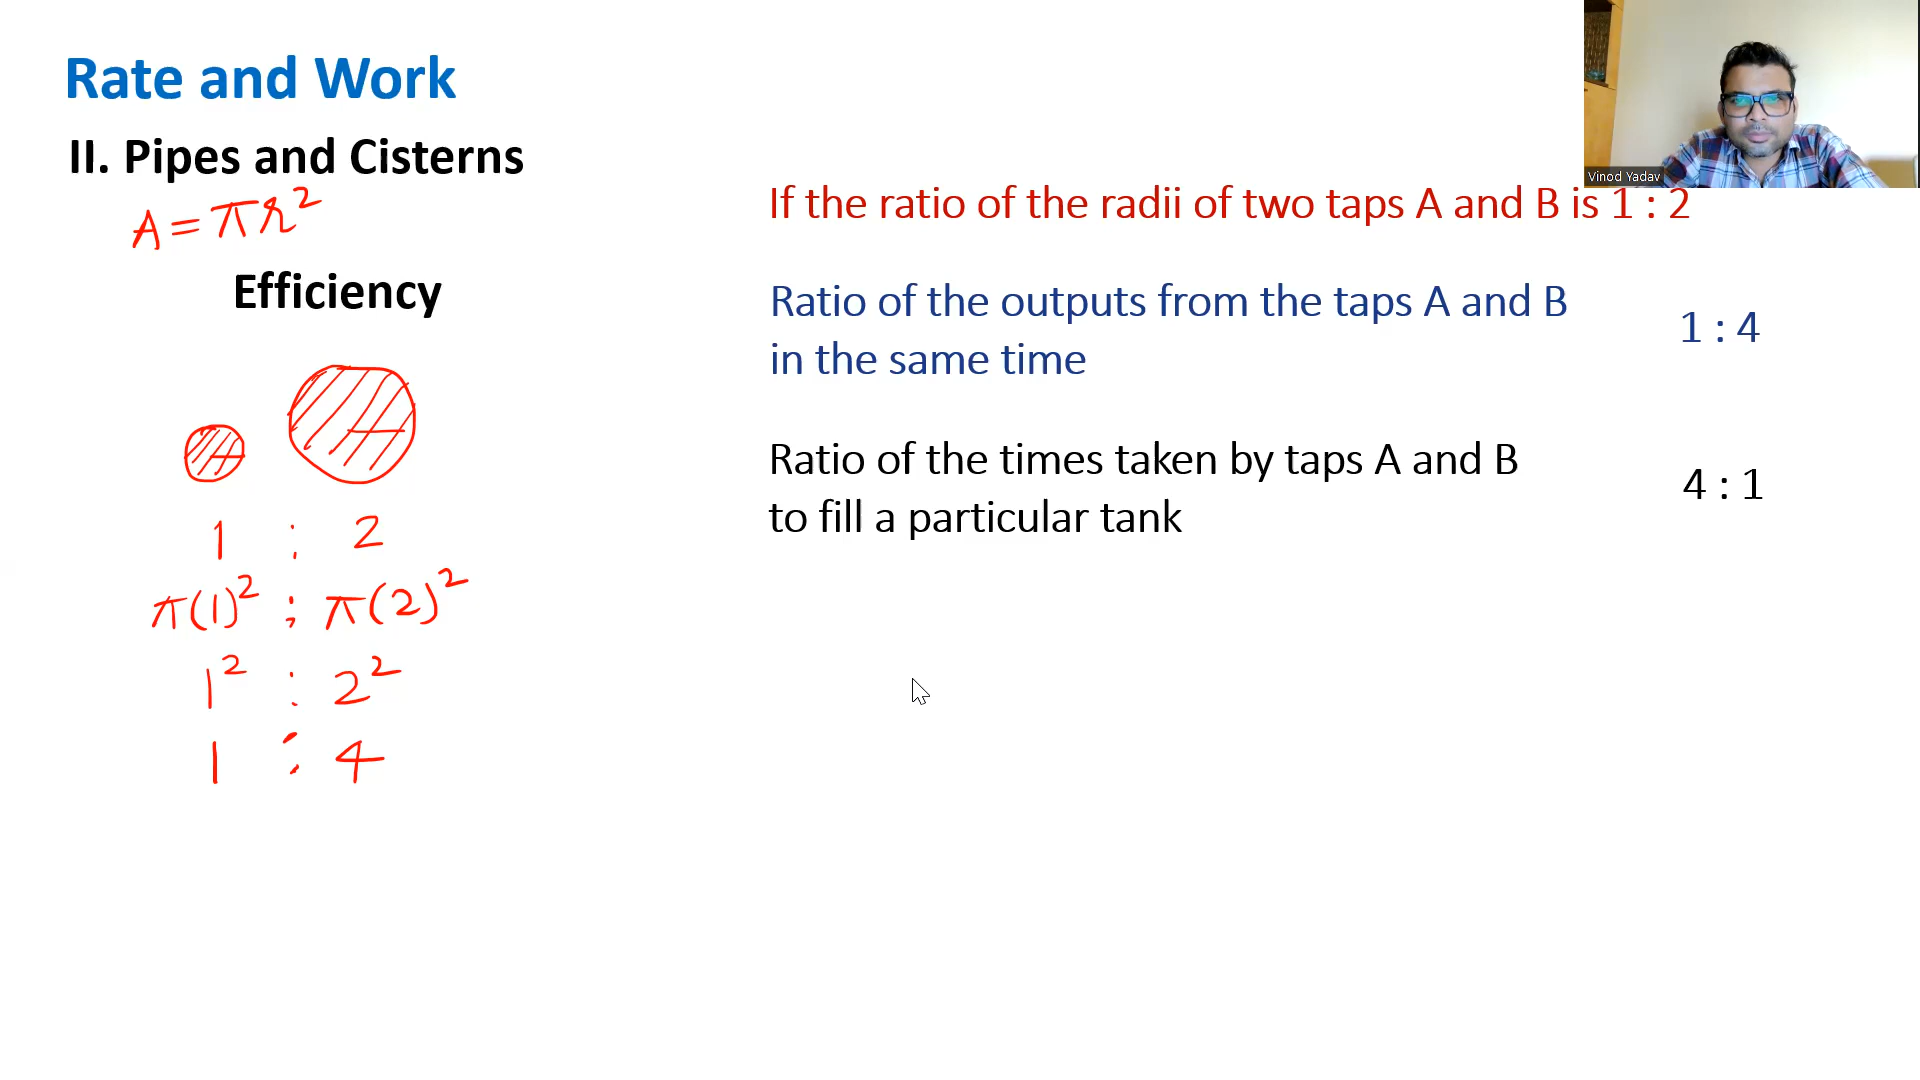 Rate and Work
II. Pipes and Cisterns
A = πr²
Efficiency
1 : 2
π(1)² : π(2)²
1² : 2²
1 : 4
Vinod Yadav
If the ratio of the radii of two taps A and B is 1 : 2
Ratio of the outputs from the taps A and B
in the same time
1 : 4
Ratio of the times taken by taps A and B
to fill a particular tank
4 : 1